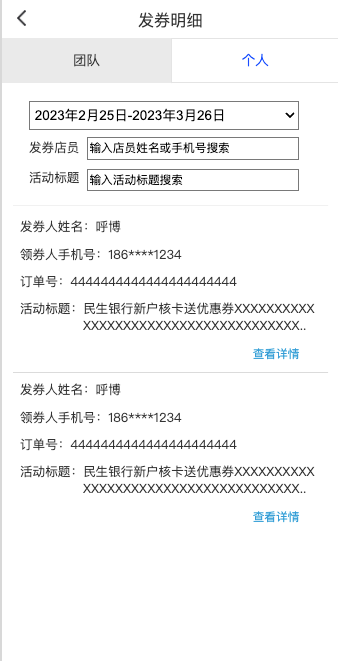 发券明细
团队 个人
2023年2月25日-2023年3月26日
发券店员 输入店员姓名或手机号搜索
活动标题 输入活动标题搜索
发券人姓名：呼博
领券人手机号：186****1234
订单号：4444444444444444444444
活动标题：民生银行新户核卡送优惠券XXXXXXXXXX
XXXXXXXXXXXXXXXXXXXXXXXXXXX..
查看详情
发券人姓名：呼博
领券人手机号：186****1234
订单号：4444444444444444444444
活动标题：民生银行新户核卡送优惠券XXXXXXXXXX
XXXXXXXXXXXXXXXXXXXXXXXXXXX..
查看详情